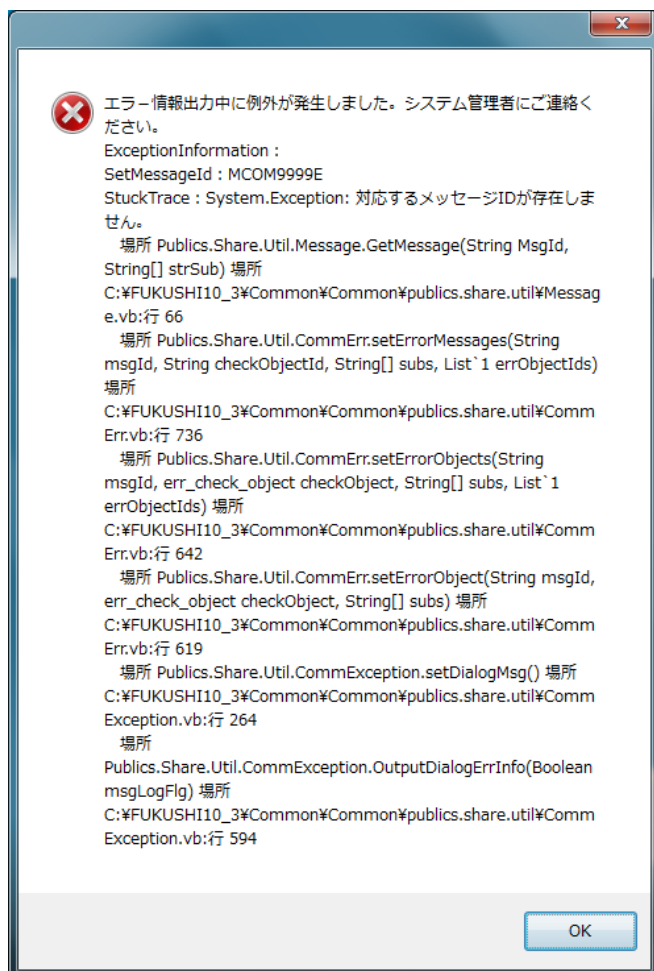 エラー情報出力中に例外が発生しました。システム管理者にご連絡く
ださい。
ExceptionInformation :
SetMessageId : MCOM9999E
StuckTrace : System.Exception: 対応するメッセージIDが存在しま
せん。
   場所 Publics.Share.Util.Message.GetMessage(String MsgId,
String[] strSub) 場所
C:¥FUKUSHI10_3¥Common¥Common¥publics.share.util¥Messag
e.vb:行 66
   場所 Publics.Share.Util.CommErr.setErrorMessages(String
msgId, String checkObjectId, String[] subs, List`1 errObjectIds)
場所
C:¥FUKUSHI10_3¥Common¥Common¥publics.share.util¥Comm
Err.vb:行 736
   場所 Publics.Share.Util.CommErr.setErrorObjects(String
msgId, err_check_object checkObject, String[] subs, List`1
errObjectIds) 場所
C:¥FUKUSHI10_3¥Common¥Common¥publics.share.util¥Comm
Err.vb:行 642
   場所 Publics.Share.Util.CommErr.setErrorObject(String msgId,
err_check_object checkObject, String[] subs) 場所
C:¥FUKUSHI10_3¥Common¥Common¥publics.share.util¥Comm
Err.vb:行 619
   場所 Publics.Share.Util.CommException.setDialogMsg() 場所
C:¥FUKUSHI10_3¥Common¥Common¥publics.share.util¥Comm
Exception.vb:行 264
   場所
Publics.Share.Util.CommException.OutputDialogErrInfo(Boolean
msgLogFlg) 場所
C:¥FUKUSHI10_3¥Common¥Common¥publics.share.util¥Comm
Exception.vb:行 594
OK